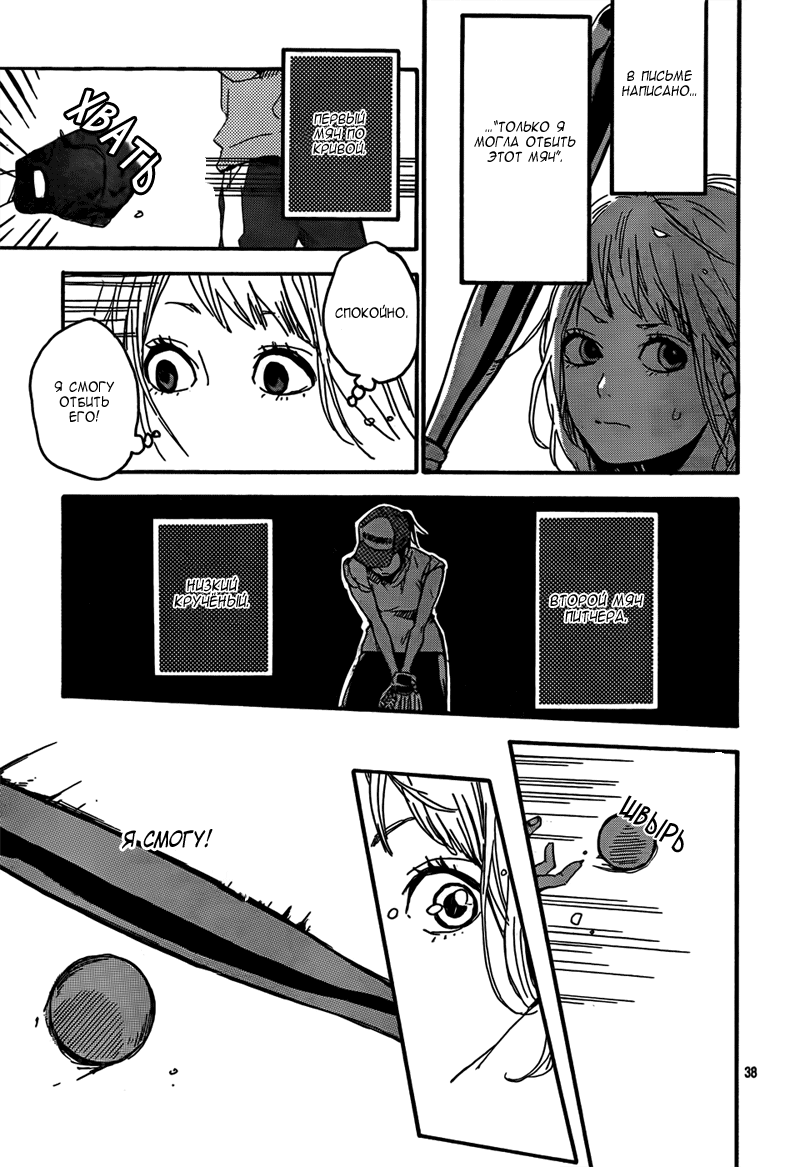 В ПИСЬМЕ
НАПИСАНО...
..."ТОЛЬКО Я
МОГЛА ОТБИТЬ
ЭТОТ МЯЧ".
ПЕРВЫЙ
МЯЧ ПО
КРИВОЙ.
ХВАТЬ
СПОКОЙНО.
Я СМОГУ
ОТБИТЬ
ЕГО!
ВТОРОЙ МЯЧ
ПИТЧЕРА,
НИЗКИЙ
КРУЧЁНЫЙ.
ШВЫРЬ
Я СМОГУ!
38